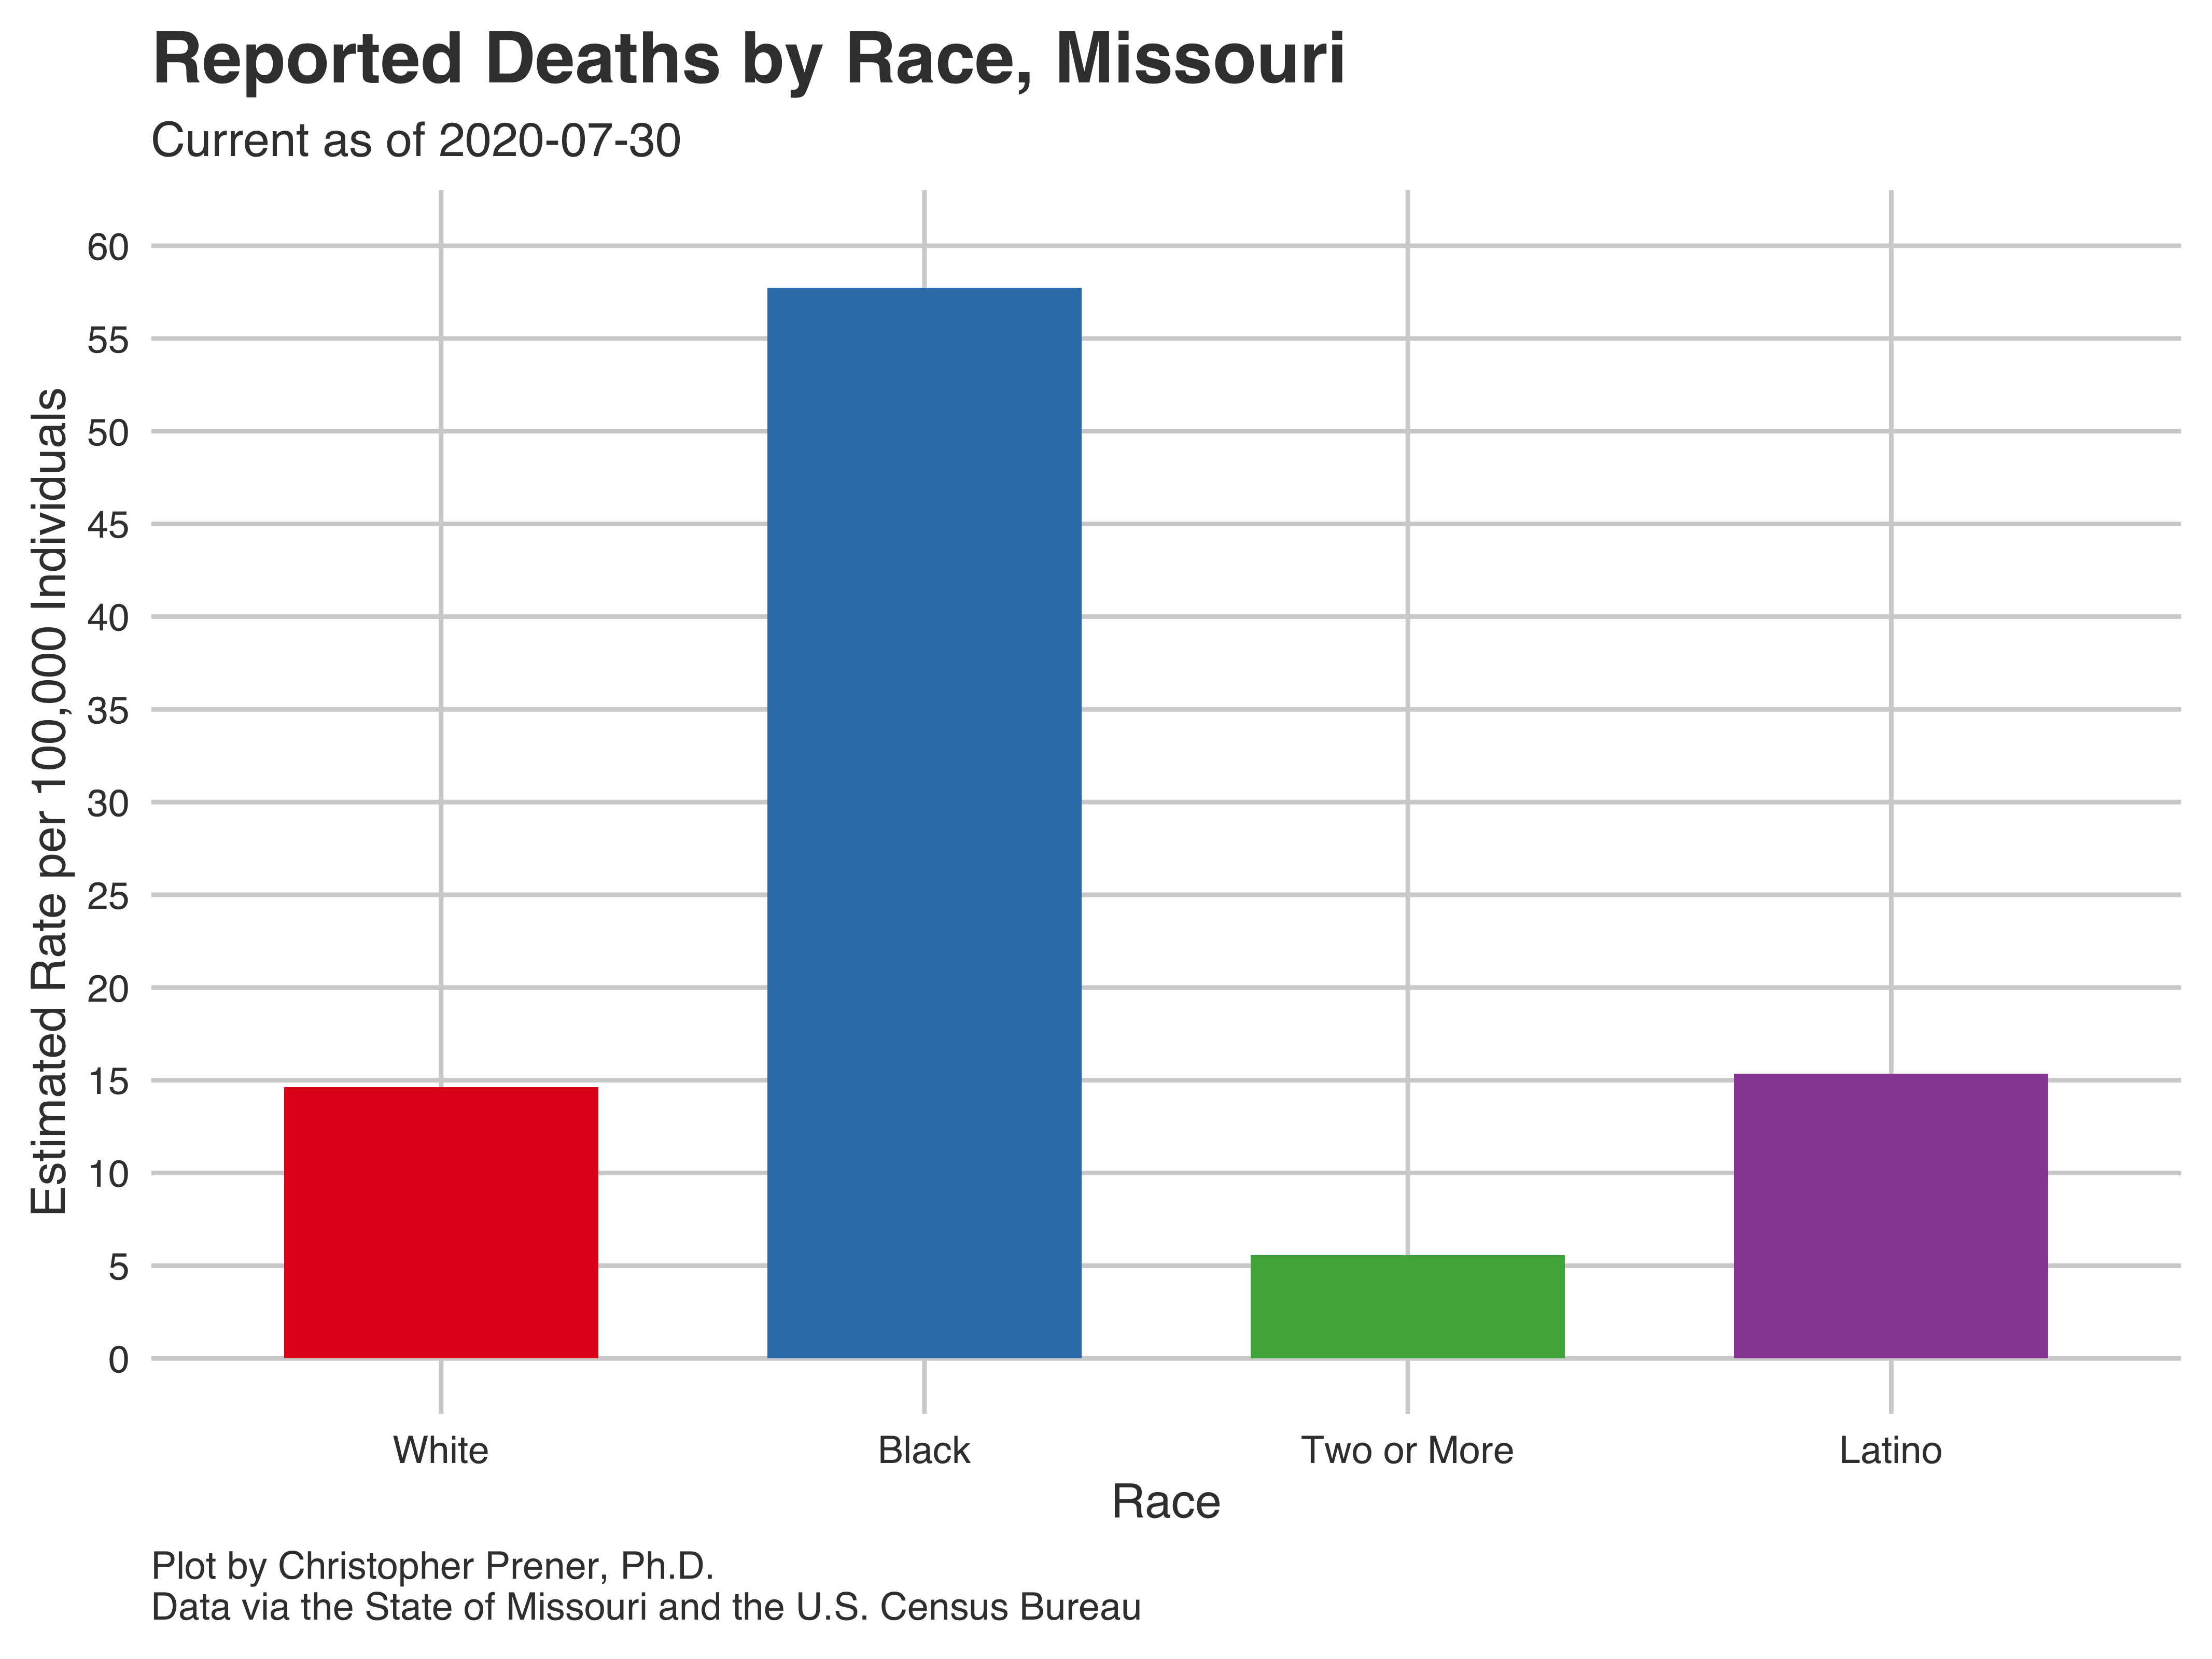 Reported Deaths by Race, Missouri
Current as of 2020-07-30
Estimated Rate per 100,000 Individuals
60
55
50
45
40
35
30
25
20
15
10
5
0
White
Black
Two or More
Latino
Race
Plot by Christopher Prener, Ph.D.
Data via the State of Missouri and the U.S. Census Bureau